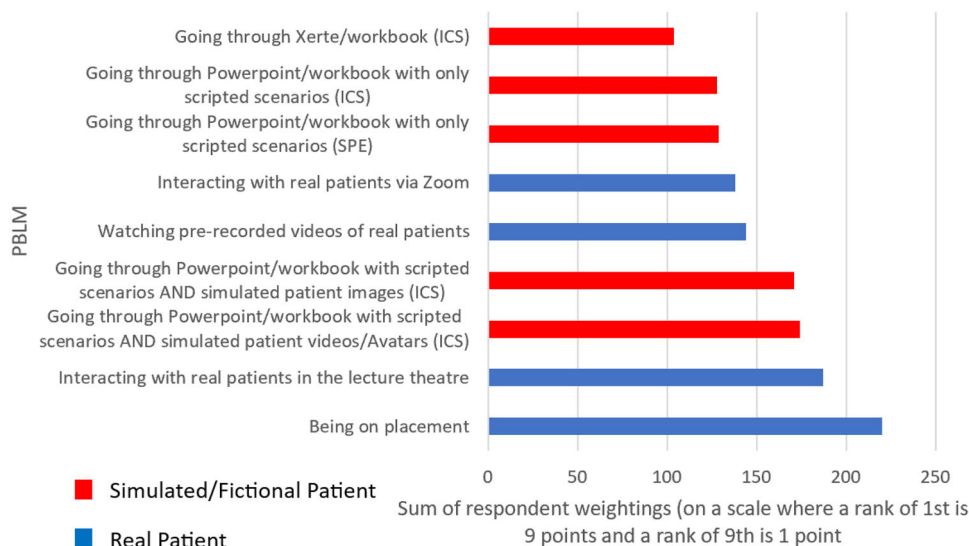 Going through Xerte/workbook (ICS)
Going through Powerpoint/workbook with only
scripted scenarios (ICS)
Going through Powerpoint/workbook with only
scripted scenarios (SPE)
Interacting with real patients via Zoom
PBLM
Watching pre-recorded videos of real patients
Going through Powerpoint/workbook with scripted
scenarios AND simulated patient images (ICS)
Going through Powerpoint/workbook with scripted
scenarios AND simulated patient videos/Avatars (ICS)
Interacting with real patients in the lecture theatre
Being on placement
0 50 100 150 200 250
Simulated/Fictional Patient
Real Patient
Sum of respondent weightings (on a scale where a rank of 1st is
9 points and a rank of 9th is 1 point